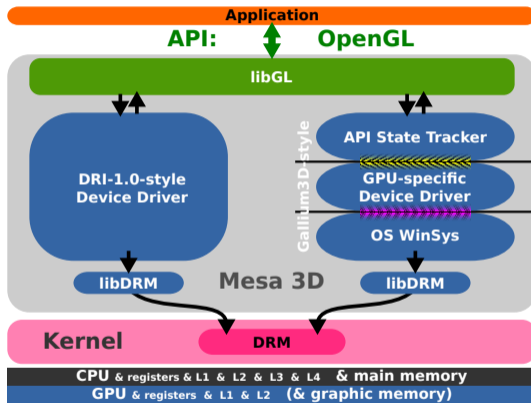 Application
API: OpenGL
libGL
DRI-1.0-style
Device Driver
Gallium3D-style
API State Tracker
GPU-specific
Device Driver
OS WinSys
libDRM
Mesa 3D
libDRM
Kernel
DRM
CPU & registers & L1 & L2 & L3 & L4 & main memory
GPU & registers & L1 & L2 (& graphic memory)